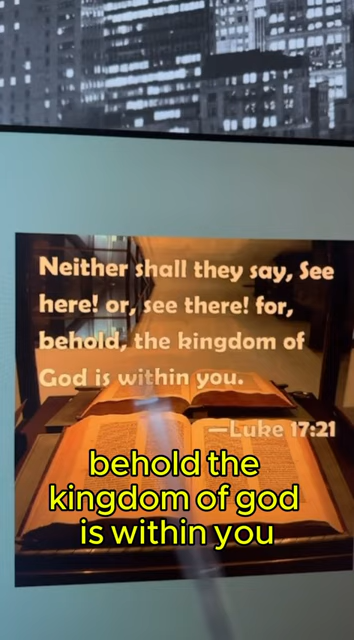 Neither shall they say, See
here! or, see there! for,
behold, the kingdom of
God is within you.
—Luke 17:21
behold the
kingdom of god
is within you